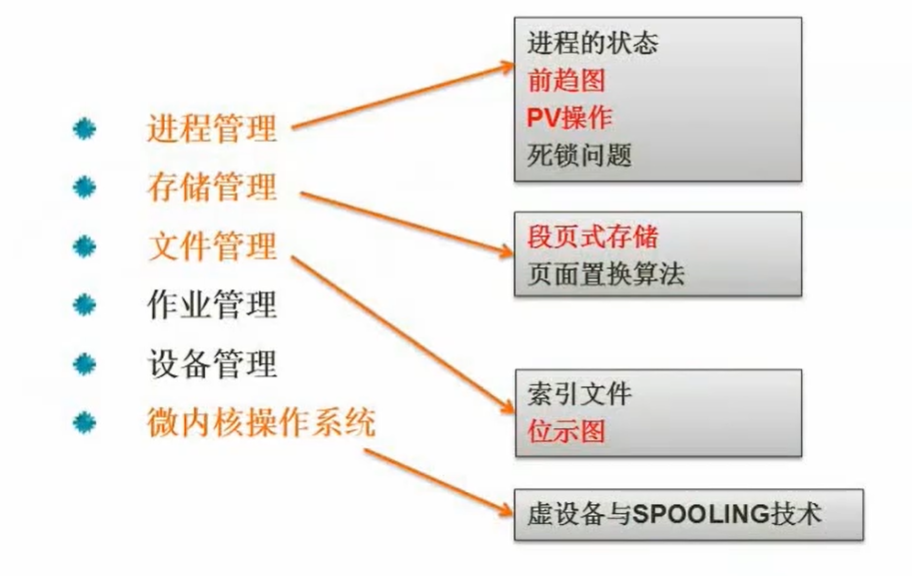 进程管理
存储管理
文件管理
作业管理
设备管理
微内核操作系统
进程的状态
前趋图
PV操作
死锁问题
段页式存储
页面置换算法
索引文件
位示图
虚设备与SPOOLING技术